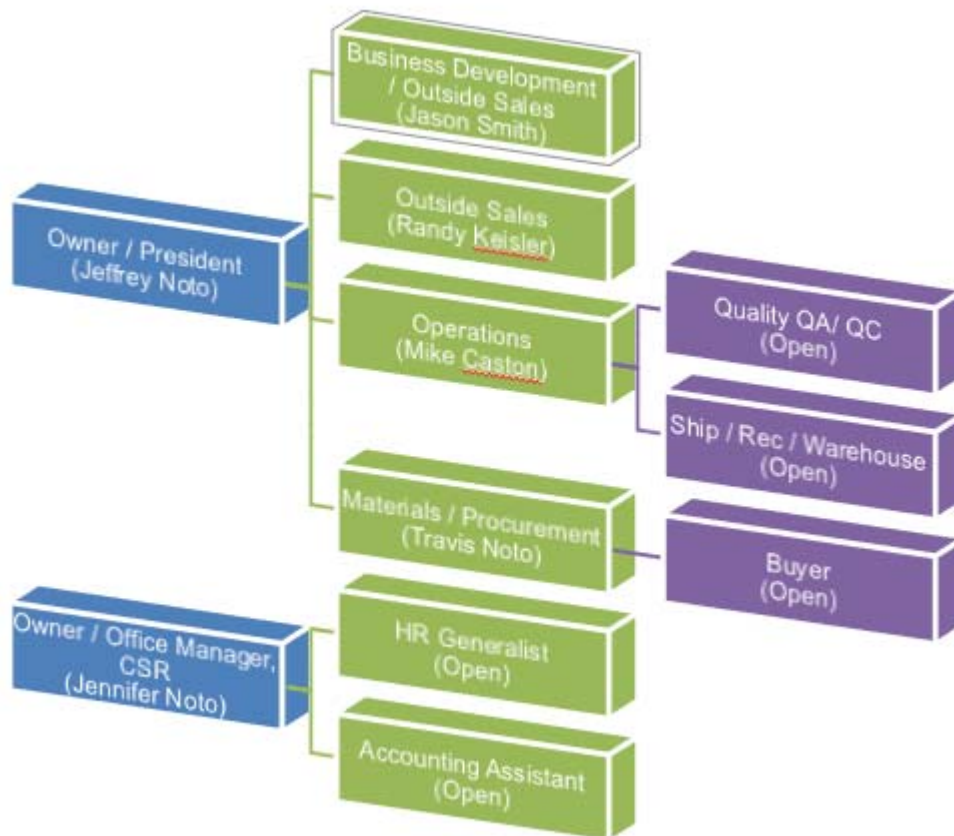 Business Development
/ Outside Sales
(Jason Smith)
Outside Sales
(Randy Keisler)
Owner / President
(Jeffrey Noto)
Operations
(Mike Caston)
Quality QA/ QC
(Open)
Ship / Rec / Warehouse
(Open)
Materials / Procurement
(Travis Noto)
Buyer
(Open)
Owner / Office Manager,
CSR
(Jennifer Noto)
HR Generalist
(Open)
Accounting Assistant
(Open)